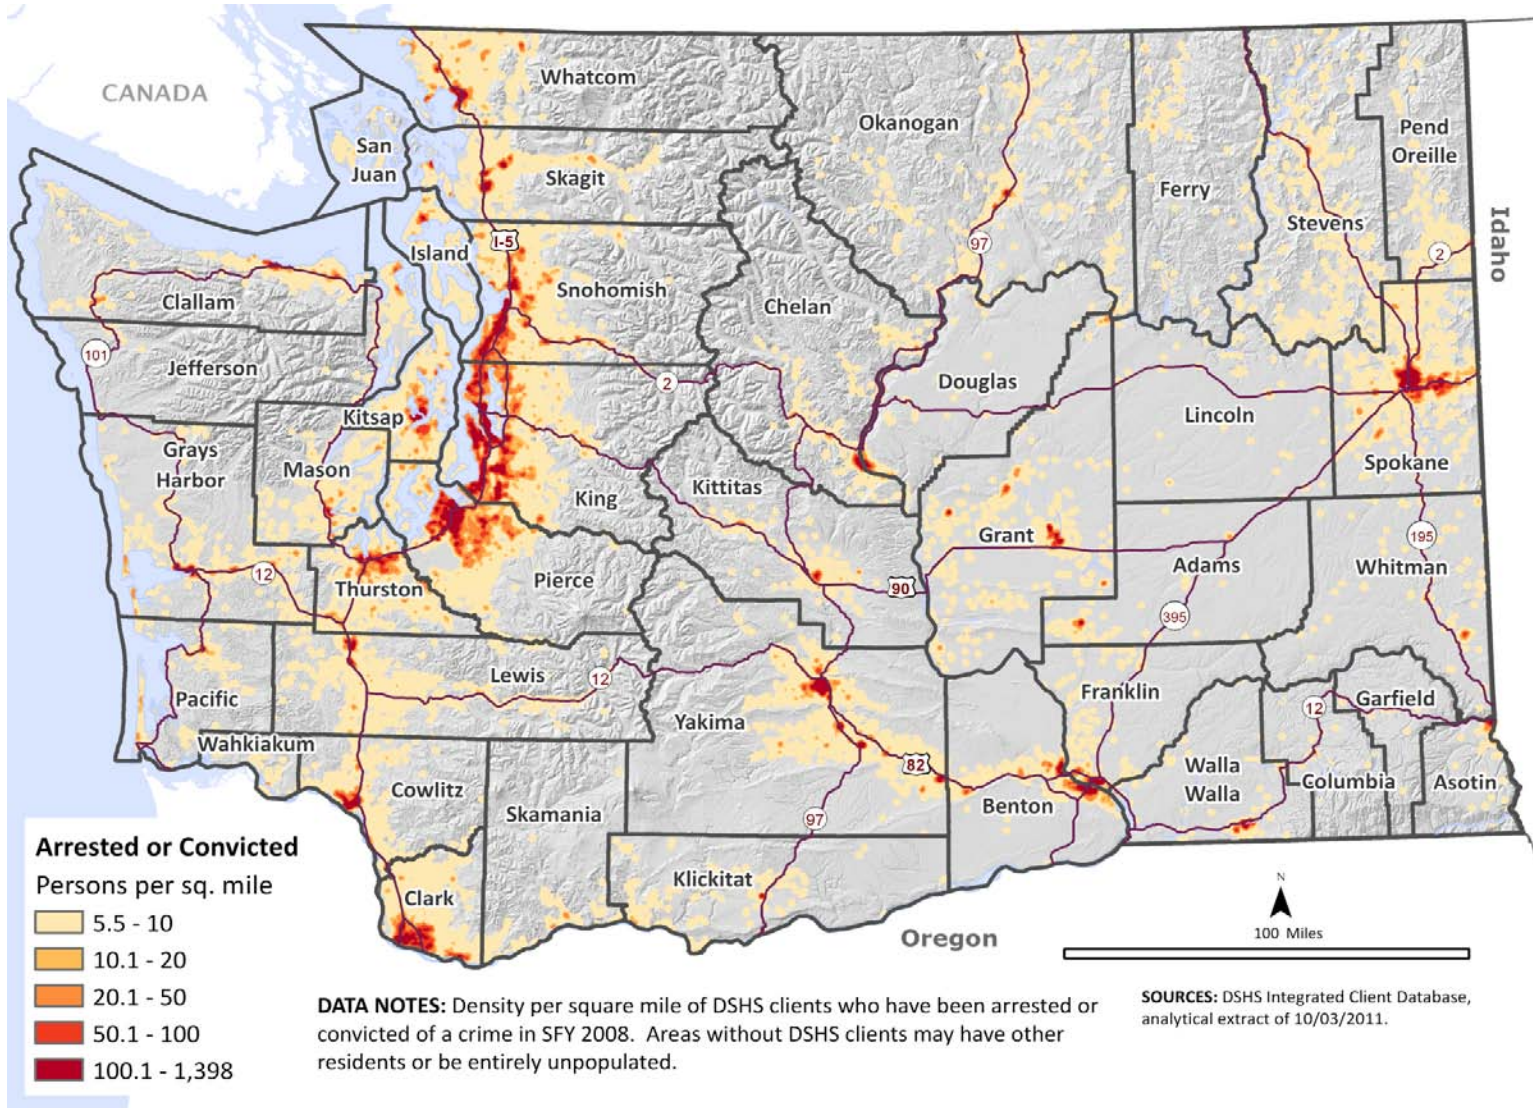 CANADA
Whatcom
San
Juan
Skagit
Okanogan
Ferry
Stevens
Pend
Oreille
Idaho
I-5
Island
97
2
Clallam
Snohomish
Chelan
101
Jefferson
2
Douglas
Lincoln
Kitsap
Grays
Harbor
Mason
King
Kittitas
Spokane
Grant
195
12
Thurston
Pierce
90
Adams
Whitman
395
Lewis
12
Pacific
Yakima
Franklin
Garfield
12
Wahkiakum
82
Walla
Walla
Cowlitz
Skamania
Benton
Columbia
Asotin
97
Klickitat
Clark
Oregon
N
100 Miles
Arrested or Convicted
Persons per sq. mile
5.5 - 10
10.1 - 20
20.1 - 50
50.1 - 100
100.1 - 1,398
DATA NOTES: Density per square mile of DSHS clients who have been arrested or
convicted of a crime in SFY 2008. Areas without DSHS clients may have other
residents or be entirely unpopulated.
SOURCES: DSHS Integrated Client Database,
analytical extract of 10/03/2011.